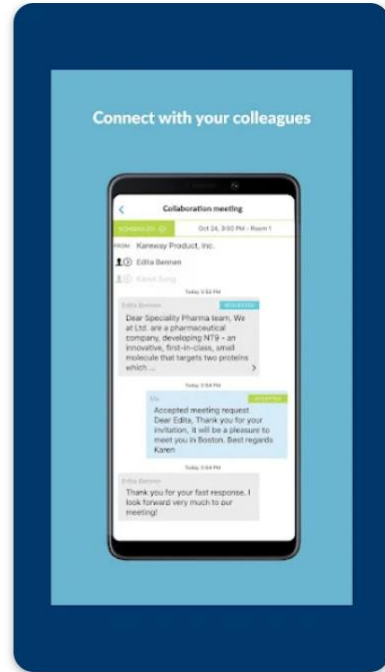 Connect with your colleagues
Collaboration meeting
SCHEDULED
Oct 24, 3:50 PM - Room 1
FROM Kareway Product, Inc.
Edita Bennen
Karen Song
Today, 3:52 PM
Edita Bennen
REQUESTED
Dear Speciality Pharma team, We
at Ltd. are a pharmaceutical
company, developing NT9 - an
innovative, first-in-class, small
molecule that targets two proteins
which ...
Today, 3:54 PM
Me
ACCEPTED
Accepted meeting request
Dear Edita, Thank you for your
invitation, it will be a pleasure to
meet you in Boston. Best regards
Karen
Today, 3:54 PM
Edita Bennen
Thank you for your fast response. I
look forward very much to our
meeting!